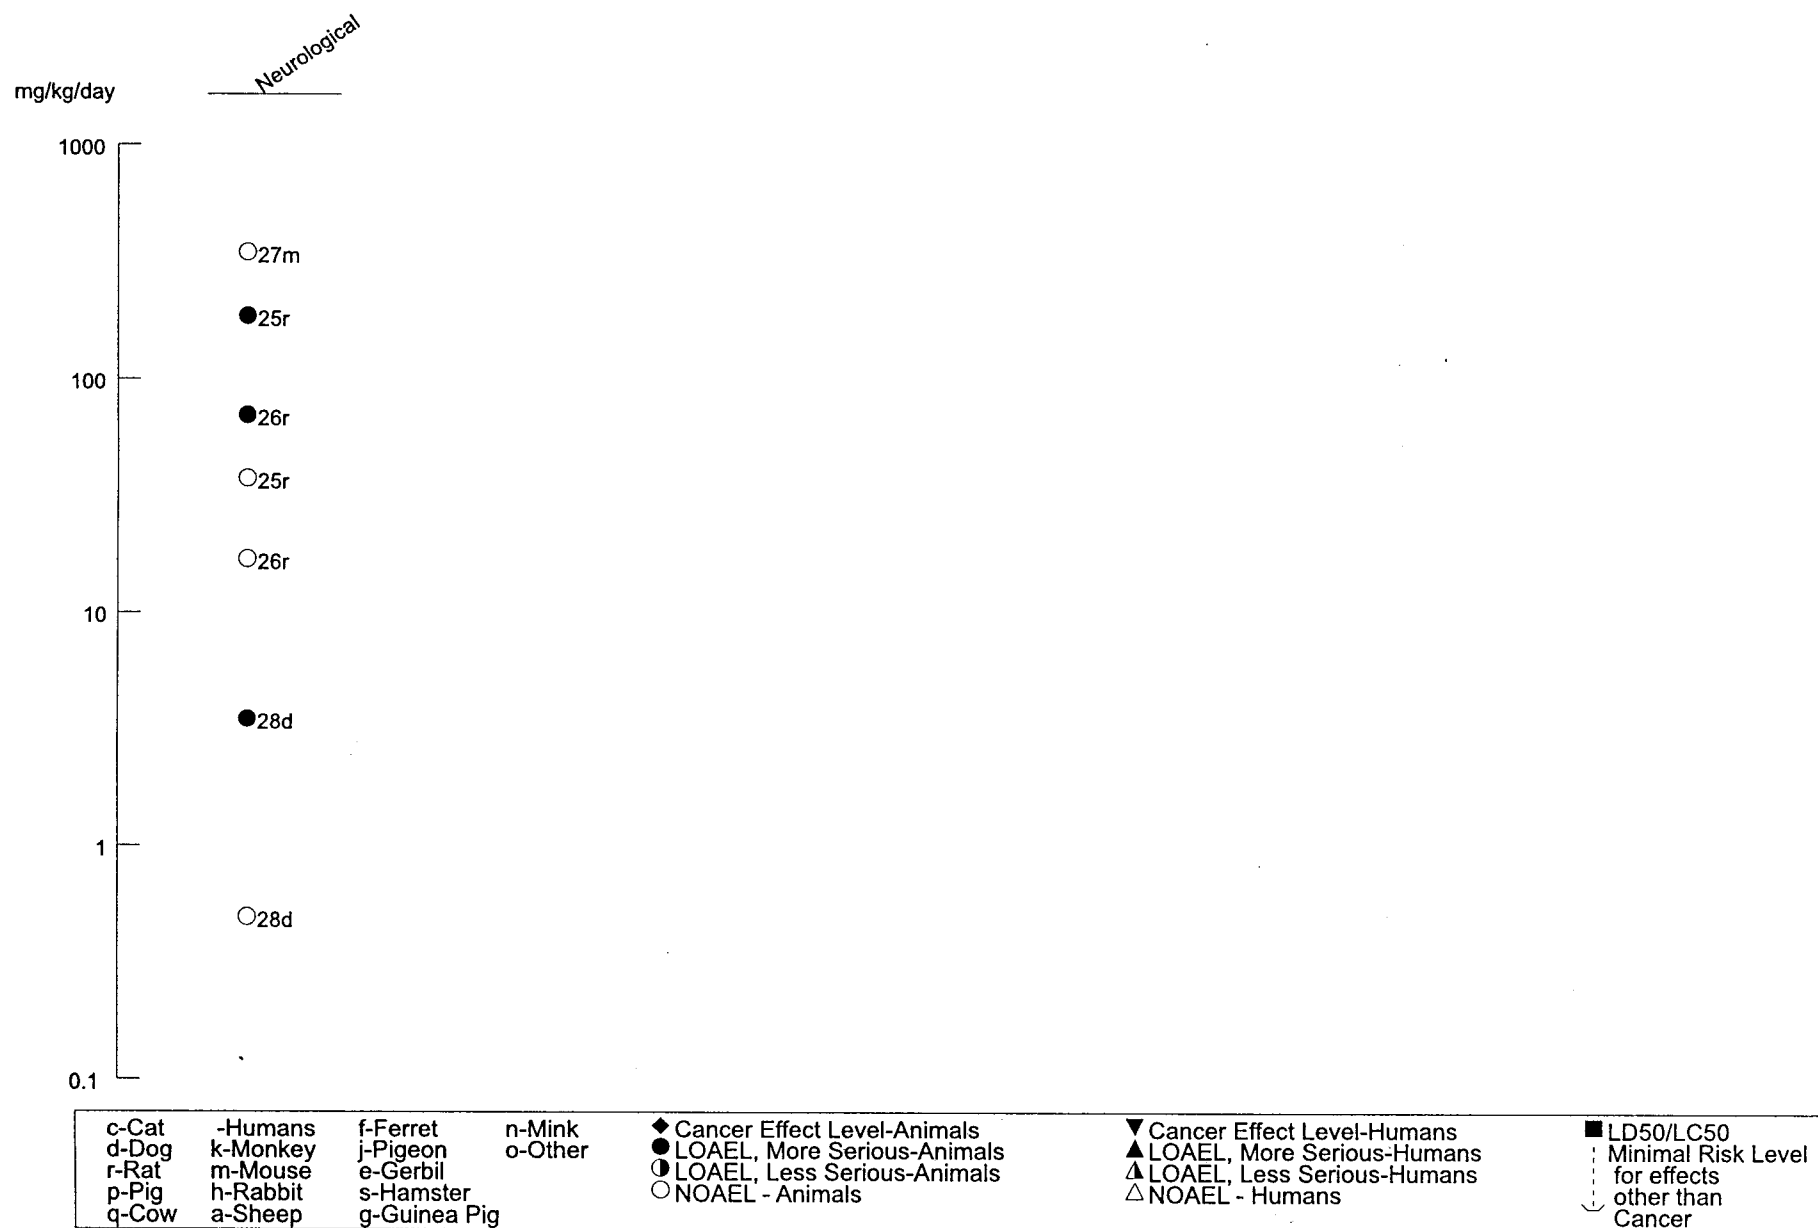 Neurological
mg/kg/day
1000
27m
25r
100
26r
25r
26r
10
28d
1
28d
0.1
c-Cat -Humans f-Ferret n-Mink
d-Dog k-Monkey j-Pigeon o-Other
r-Rat m-Mouse e-Gerbil
p-Pig h-Rabbit s-Hamster
q-Cow a-Sheep g-Guinea Pig
Cancer Effect Level-Animals
LOAEL, More Serious-Animals
LOAEL, Less Serious-Animals
NOAEL - Animals
Cancer Effect Level-Humans
LOAEL, More Serious-Humans
LOAEL, Less Serious-Humans
NOAEL - Humans
LD50/LC50
Minimal Risk Level
for effects
other than
Cancer